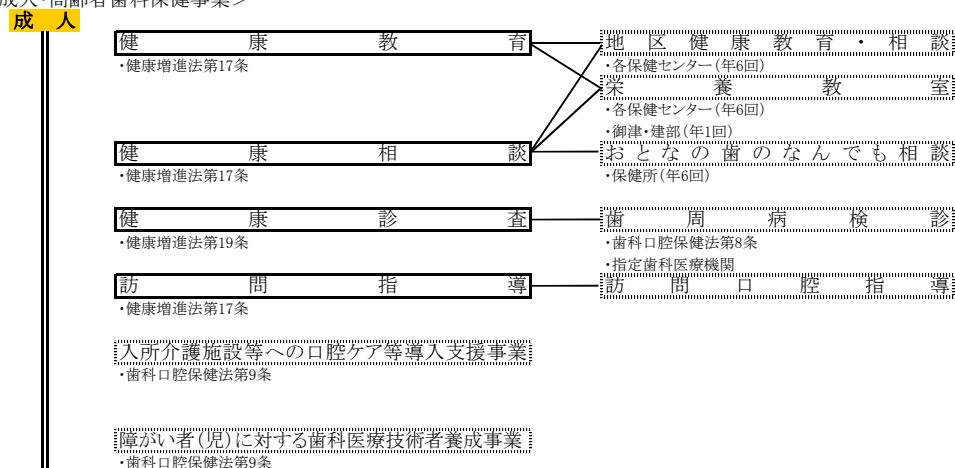 成人・高齢者歯科保健事業＞
成　人
健康教育
・健康増進法第17条
地区健康教育・相談
・各保健センター(年6回)
栄養教室
・各保健センター(年6回)
・御津・建部(年1回)
健康相談
・健康増進法第17条
おとなの歯のなんでも相談
・保健所(年6回)
健康診査
・健康増進法第19条
歯周病検診
・歯科口腔保健法第8条
・指定歯科医療機関
訪問指導
・健康増進法第17条
訪問口腔指導
入所介護施設等への口腔ケア等導入支援事業
・歯科口腔保健法第9条
障がい者(児)に対する歯科医療技術者養成事業
・歯科口腔保健法第9条